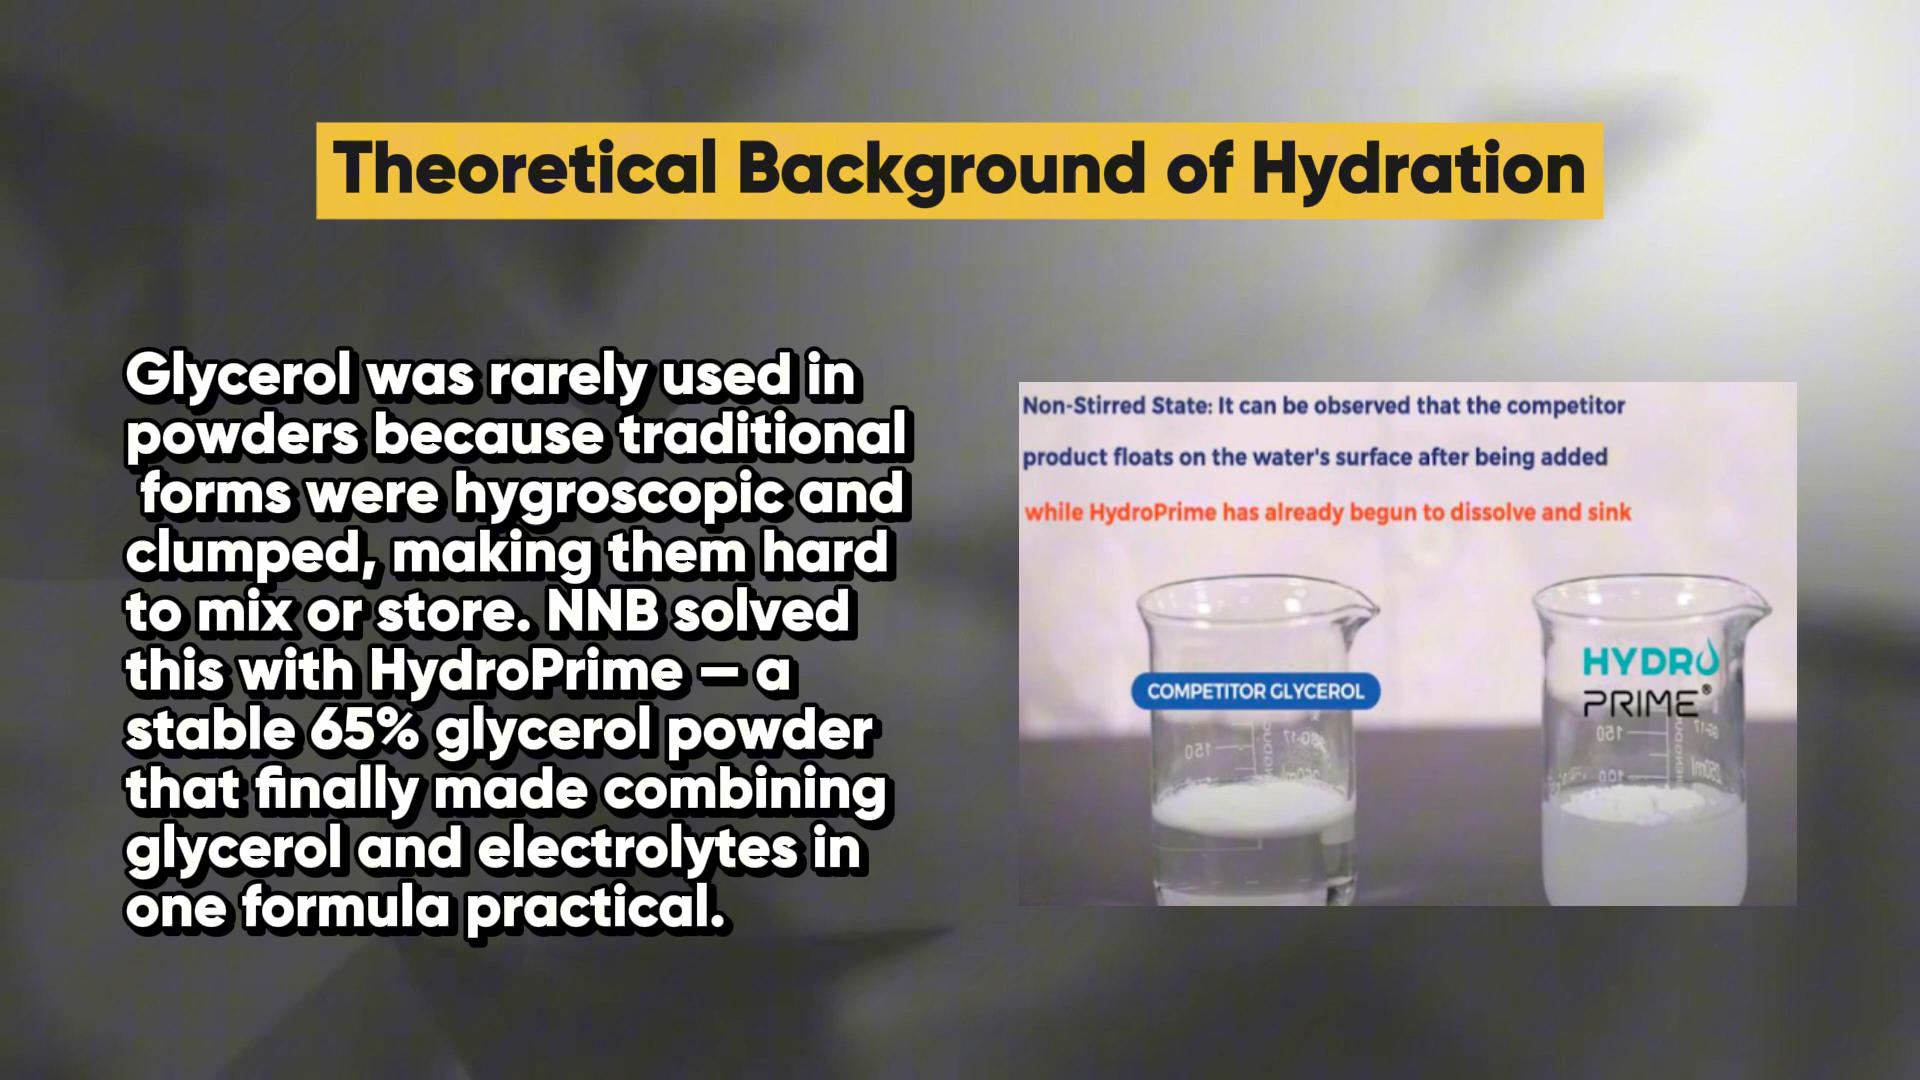 Theoretical Background of Hydration
Glycerol was rarely used in
powders because traditional
forms were hygroscopic and
clumped, making them hard
to mix or store. NNB solved
this with HydroPrime — a
stable 65% glycerol powder
that finally made combining
glycerol and electrolytes in
one formula practical.
Non-Stirred State: It can be observed that the competitor
product floats on the water's surface after being added
while HydroPrime has already begun to dissolve and sink
COMPETITOR GLYCEROL
150
HYDRO
PRIME®
150
100
250ml